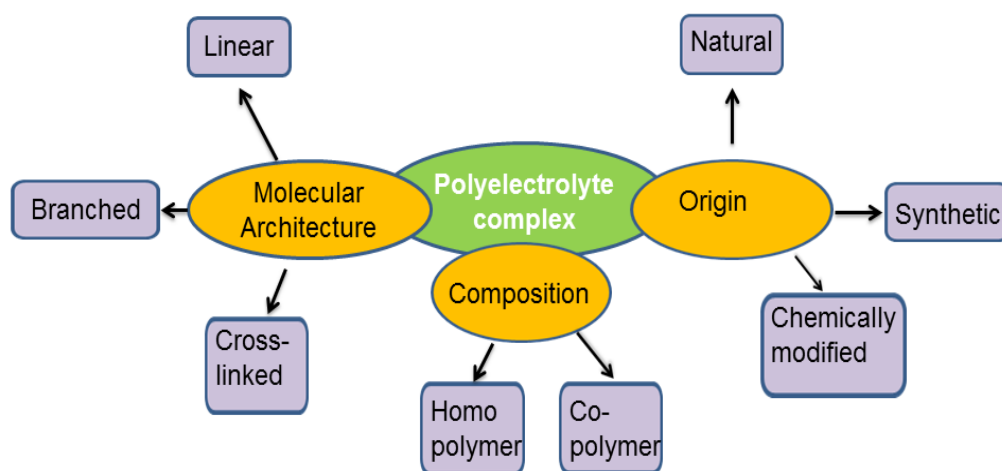 Linear
Natural
Branched
Molecular
Architecture
Polyelectrolyte
complex
Origin
Synthetic
Composition
Cross-
linked
Chemically
modified
Homo
polymer
Co-
polymer